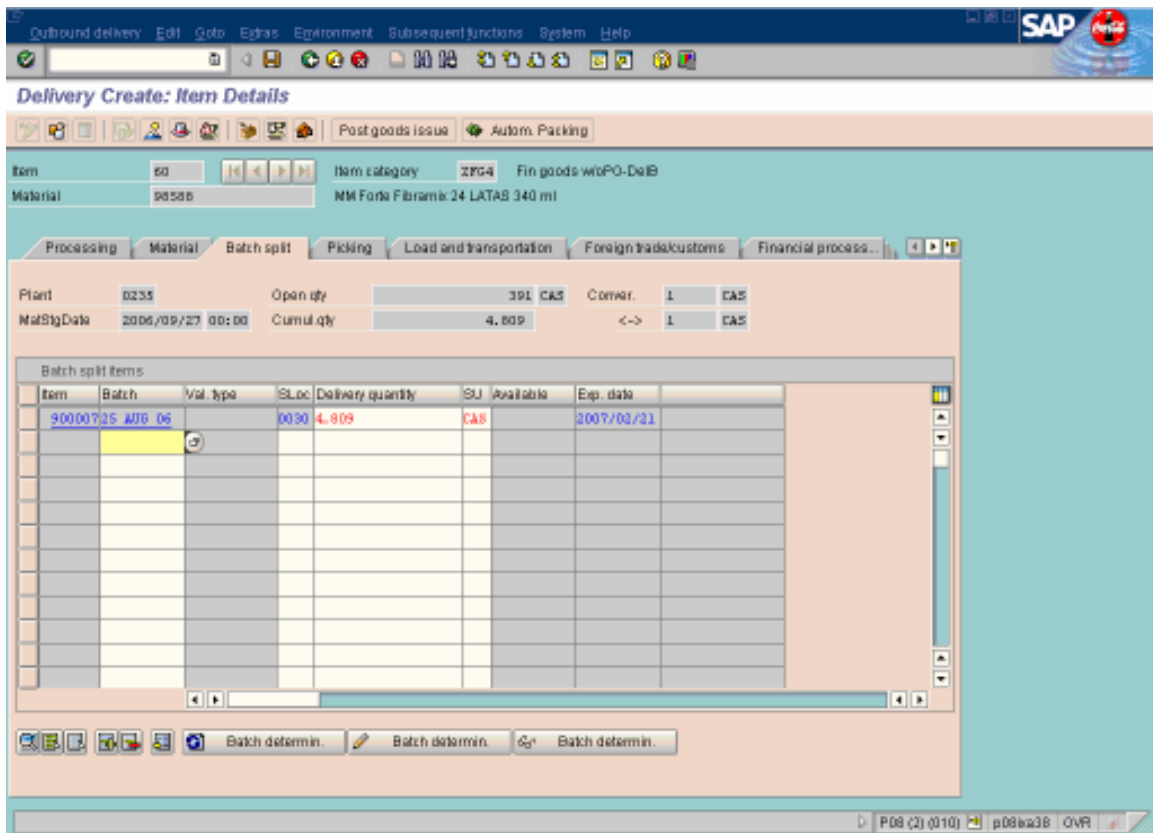 Outbound delivery Edit Goto Extras Environment Subsequent functions System Help
SAP
Delivery Create: Item Details
Post goods issue Autom. Packing
Item 60 Item category ZFG4 Fin goods w/oPO-DelB
Material 98588 MM Forte Fibramix 24 LATAS 340 ml
Processing Material Batch split Picking Load and transportation Foreign trade/customs Financial process...
Plant 0235 Open qty 391 CAS Conver. 1 CAS
MatStgDate 2006/09/27 00:00 Cumul.qty 4.809 <-> 1 CAS
Batch split items
Item Batch Val. type SLoc Delivery quantity SU Available Exp. date
900007 25 AUG 06 0030 4.809 CAS 2007/02/21
Batch determin. Batch determin. Batch determin.
P08 (2) (010) OVR